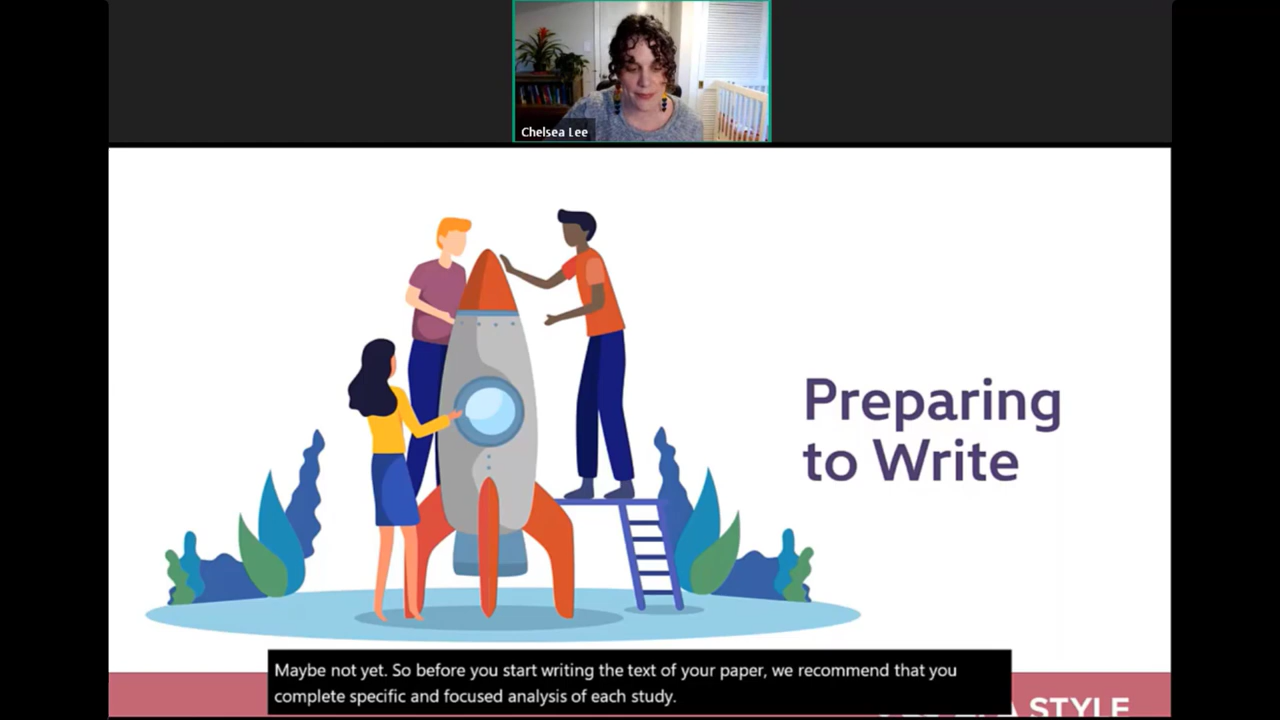 Chelsea Lee
Preparing
to Write
Maybe not yet. So before you start writing the text of your paper, we recommend that you
complete specific and focused analysis of each study.
STYLE